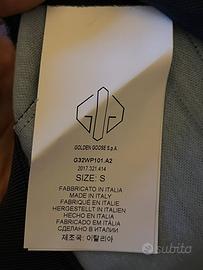 GOLDEN GOOSE S.p.A
G32WP101.A2
2017.321.414
SIZE: S
FABBRICATO IN ITALIA
MADE IN ITALY
FABRIQUÉ EN ITALIE
HERGESTELLT IN ITALIEN
HECHO EN ITALIA
FABRICADO EM ITÁLIA
СДЕЛАНО В ИТАЛИИ
제조국: 이탈리아
subito